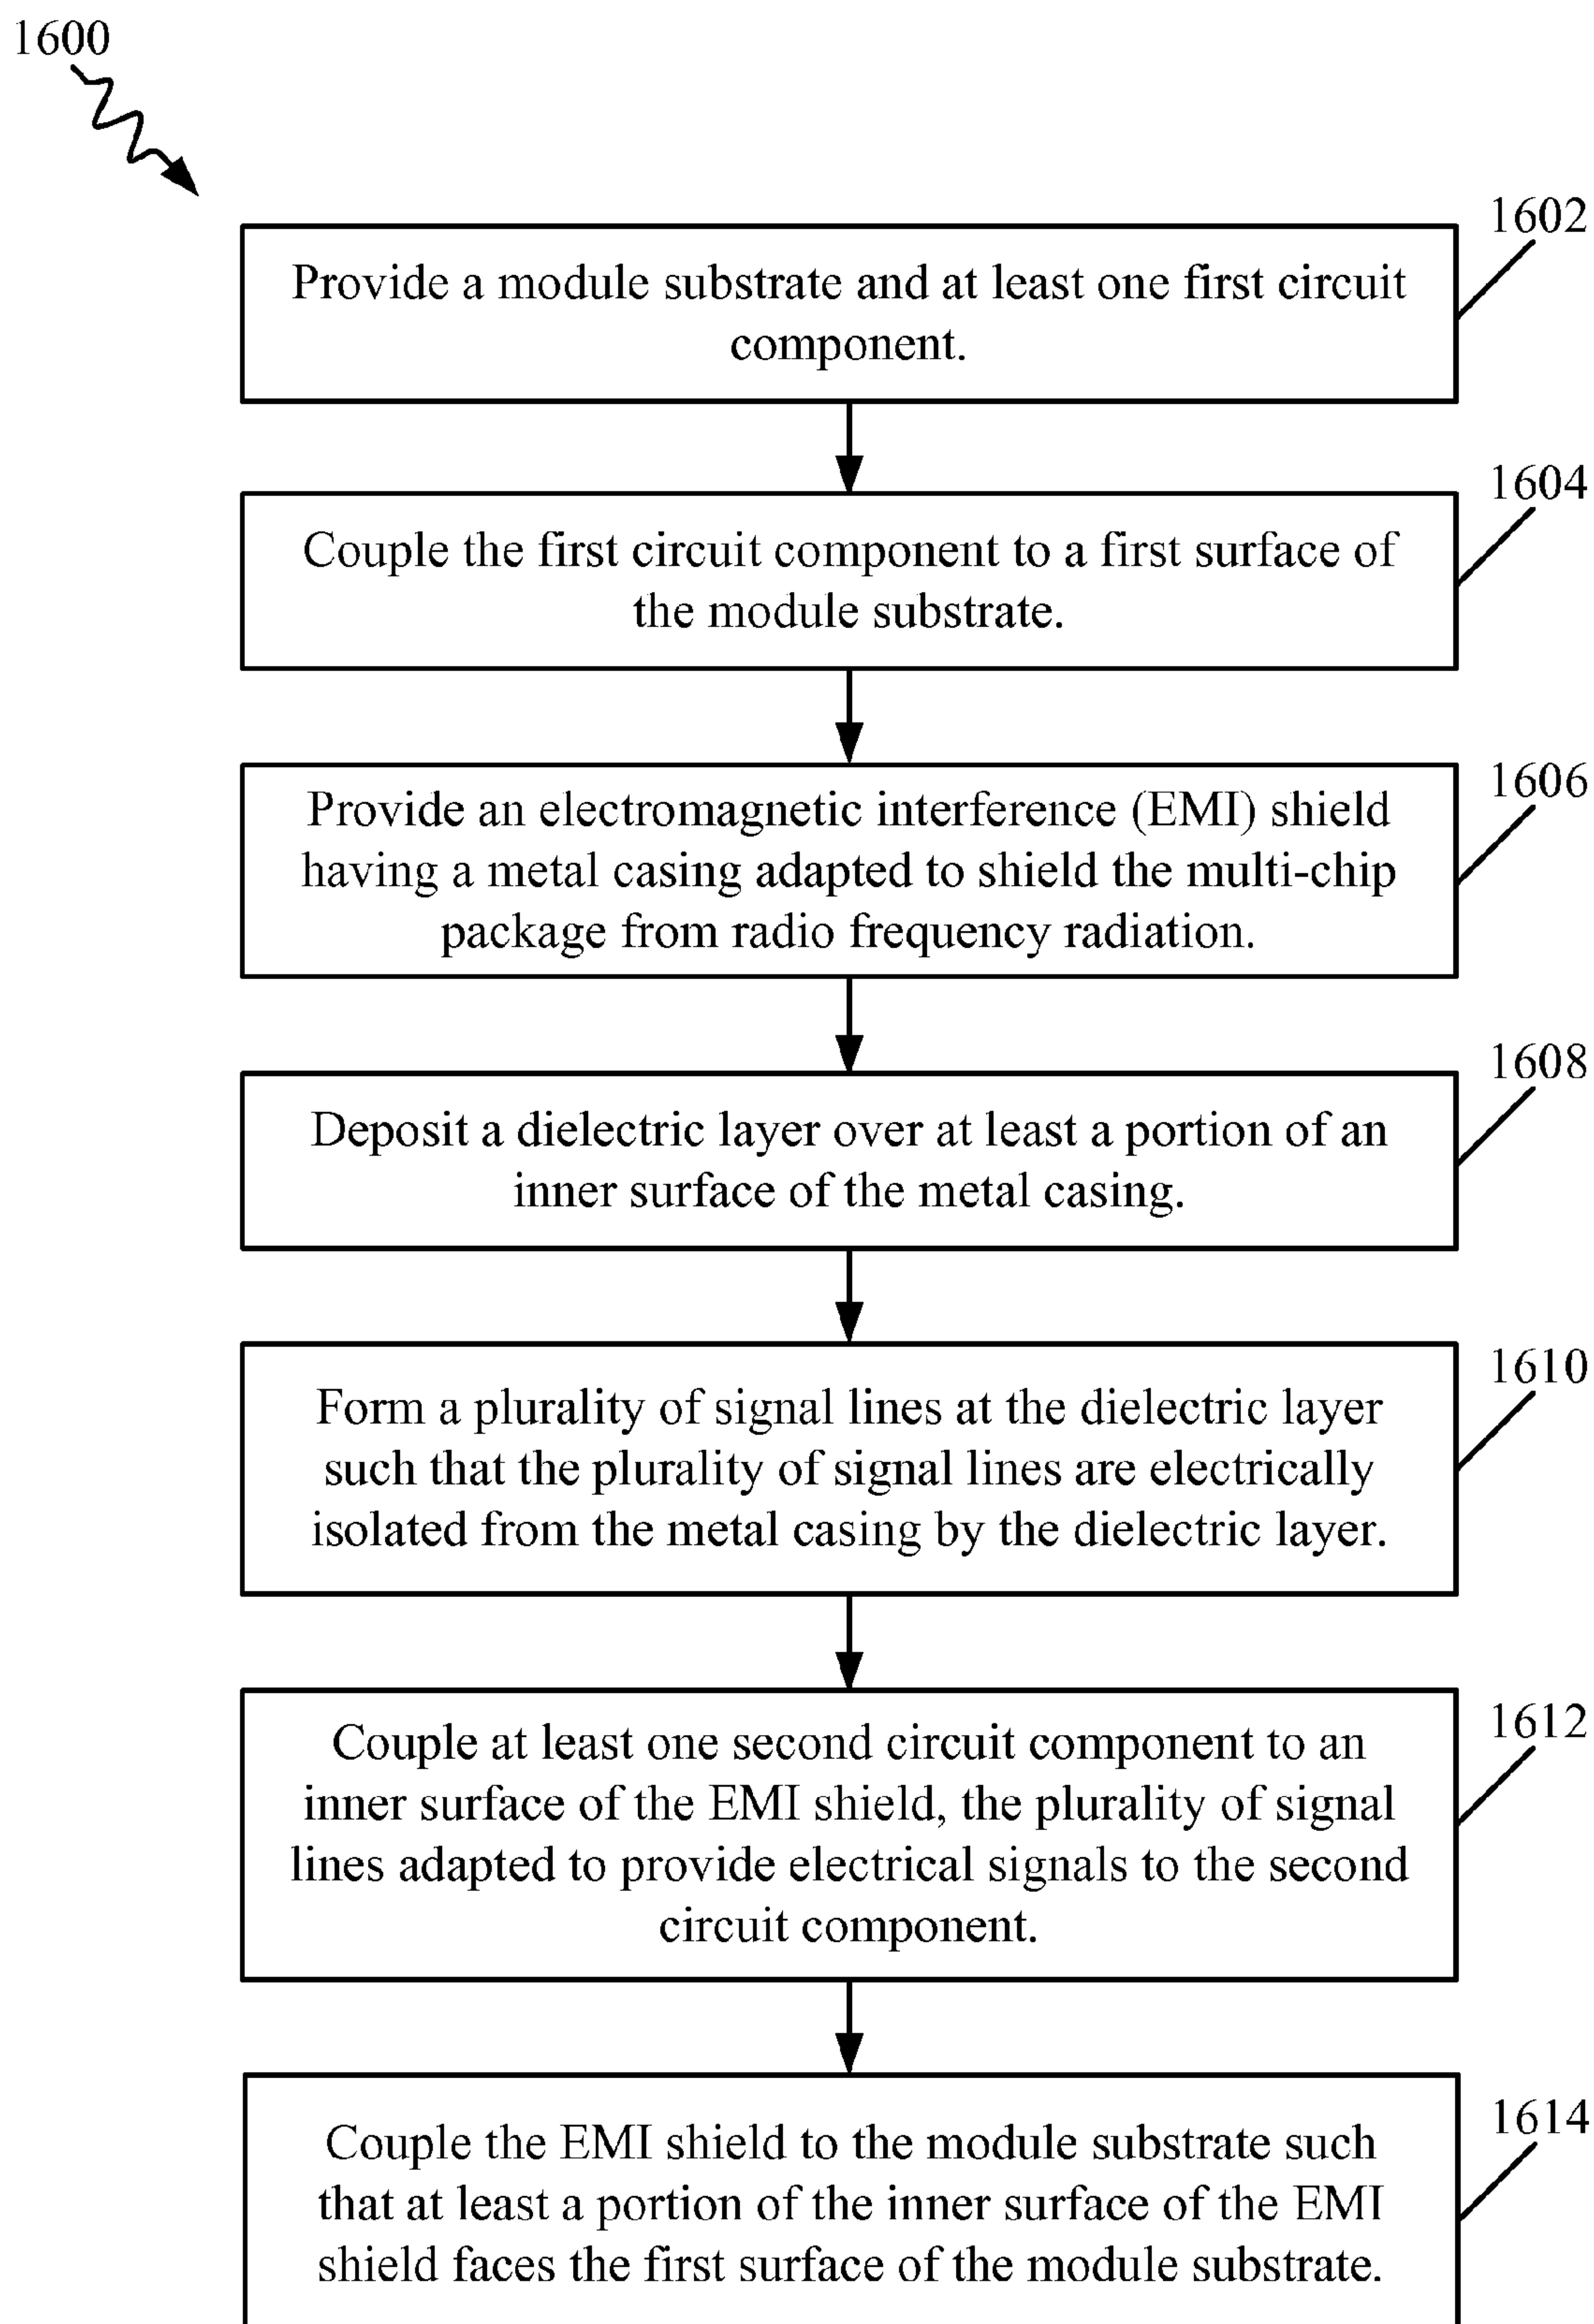 1600
1602
Provide a module substrate and at least one first circuit
component.
1604
Couple the first circuit component to a first surface of
the module substrate.
1606
Provide an electromagnetic interference (EMI) shield
having a metal casing adapted to shield the multi-chip
package from radio frequency radiation.
1608
Deposit a dielectric layer over at least a portion of an
inner surface of the metal casing.
1610
Form a plurality of signal lines at the dielectric layer
such that the plurality of signal lines are electrically
isolated from the metal casing by the dielectric layer.
1612
Couple at least one second circuit component to an
inner surface of the EMI shield, the plurality of signal
lines adapted to provide electrical signals to the second
circuit component.
1614
Couple the EMI shield to the module substrate such
that at least a portion of the inner surface of the EMI
shield faces the first surface of the module substrate.